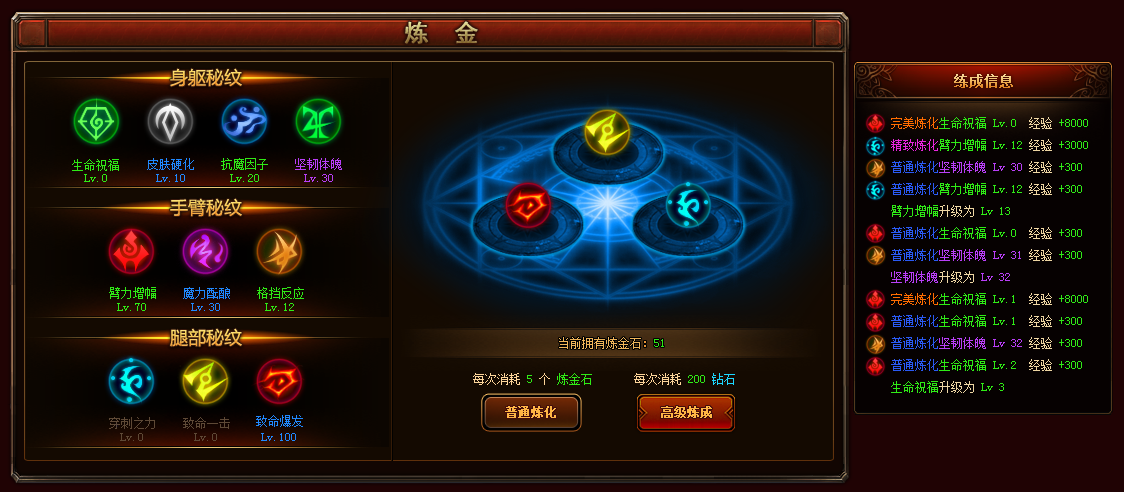 炼 金
身躯秘纹
生命祝福 皮肤硬化 抗魔因子 坚韧体魄
Lv.0 Lv.10 Lv.20 Lv.30
手臂秘纹
臂力增幅 魔力酝酿 格挡反应
Lv.70 Lv.30 Lv.12
腿部秘纹
穿刺之力 致命一击 致命爆发
Lv.0 Lv.0 Lv.100
当前拥有炼金石：51
每次消耗 5 个 炼金石 每次消耗 200 钻石
普通炼化 高级炼成
炼成信息
完美炼化生命祝福 Lv.0 经验 +8000
精致炼化臂力增幅 Lv.12 经验 +3000
普通炼化坚韧体魄 Lv 30 经验 +300
普通炼化臂力增幅 Lv.12 经验 +300
臂力增幅升级为 Lv 13
普通炼化生命祝福 Lv.0 经验 +300
普通炼化坚韧体魄 Lv 31 经验 +300
坚韧体魄升级为 Lv 32
完美炼化生命祝福 Lv.1 经验 +8000
普通炼化生命祝福 Lv.1 经验 +300
普通炼化坚韧体魄 Lv 32 经验 +300
普通炼化生命祝福 Lv.2 经验 +300
生命祝福升级为 Lv 3